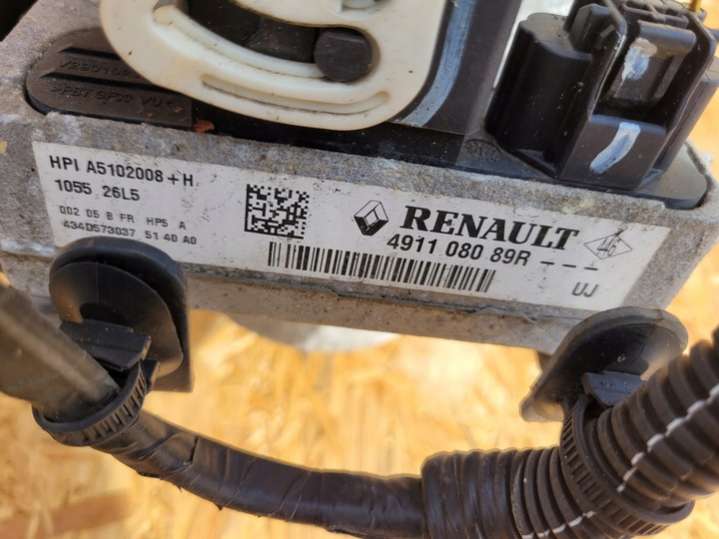 HPI A5102008+H
1055 26L5
002 05 B FR HP5 A
434D573037 51 40 A0
RENAULT
4911 080 89R---
UJ